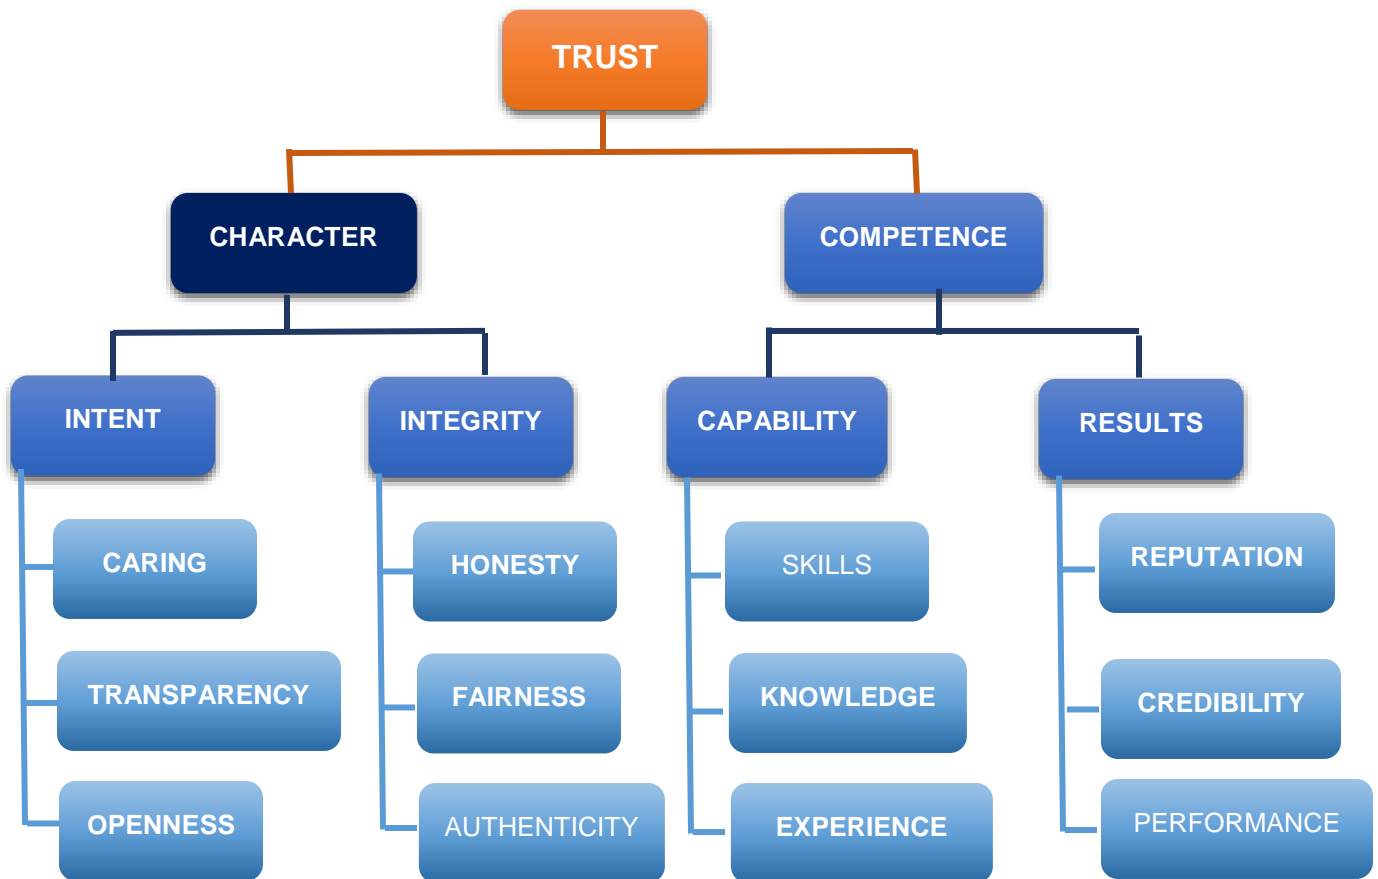 TRUST
CHARACTER
COMPETENCE
INTENT
INTEGRITY
CAPABILITY
RESULTS
CARING
HONESTY
SKILLS
REPUTATION
TRANSPARENCY
FAIRNESS
KNOWLEDGE
CREDIBILITY
OPENNESS
AUTHENTICITY
EXPERIENCE
PERFORMANCE